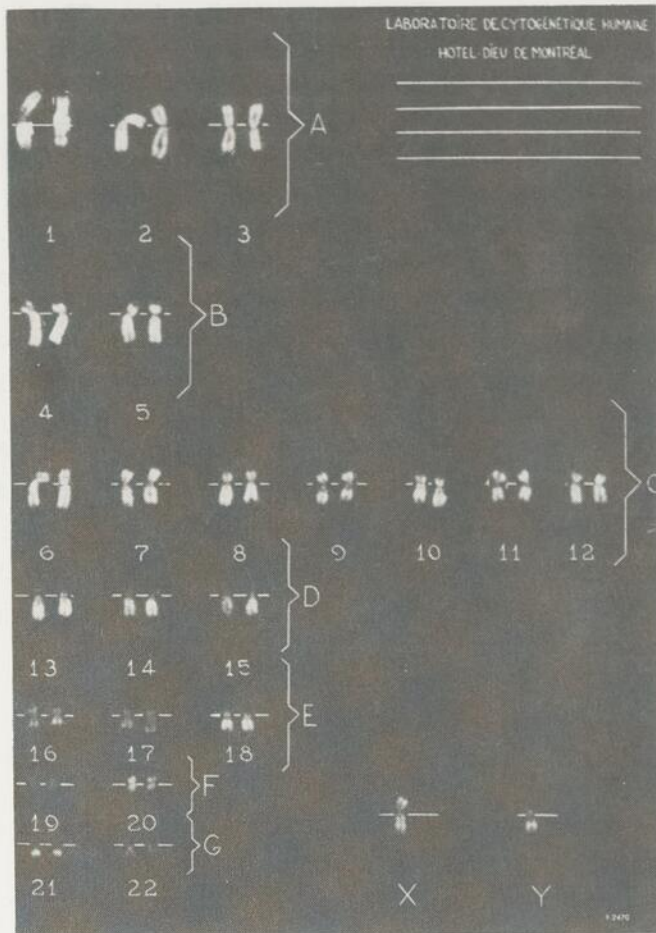 LABORATOIRE DE CYTOGÉNÉTIQUE HUMAINE
HOTEL-DIEU DE MONTRÉAL
A
1 2 3
B
4 5
C
6 7 8 9 10 11 12
D
13 14 15
E
16 17 18
F
19 20
G
21 22
X Y